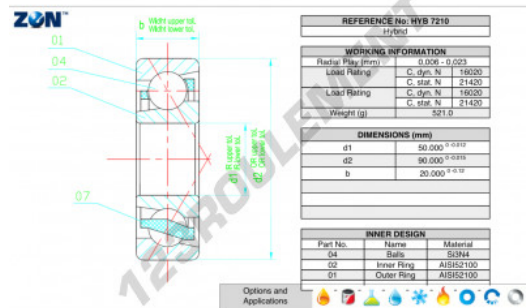 ZEN
b Width upper tol.
Width lower tol.
01
04
02
07
d1 IR upper tol.
IR lower tol.
d2 OR upper tol.
OR lower tol.
REFERENCE No: HYB 7210
Hybrid
WORKING INFORMATION
Radial Play (mm) 0,006 - 0,023
Load Rating C, dyn. N 16020
C, stat. N 21420
Load Rating C, dyn. N 16020
C, stat. N 21420
Weight (g) 521.0
DIMENSIONS (mm)
d1 50.000 0 -0.012
d2 90.000 0 -0.015
b 20.000 0 -0.12
INNER DESIGN
Part No. Name Material
04 Balls Si3N4
02 Inner Ring AISI52100
01 Outer Ring AISI52100
Options and
Applications
123ROULEMENT